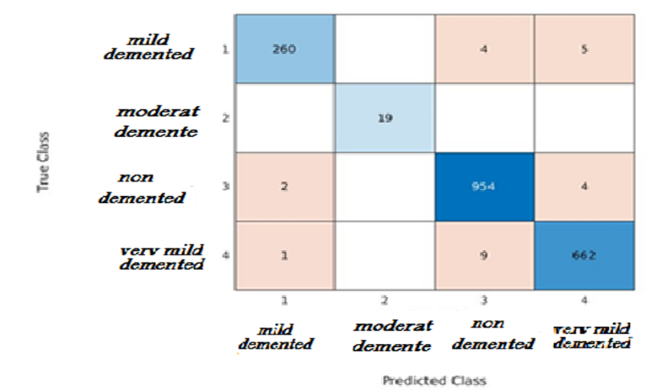 mild
demented
1
260
4
5
moderat
demente
2
19
True Class
non
demented
3
2
954
4
verv mild
demented
4
1
9
662
1
2
3
4
mild
demented
moderat
demente
non
demented
verv mild
demented
Predicted Class